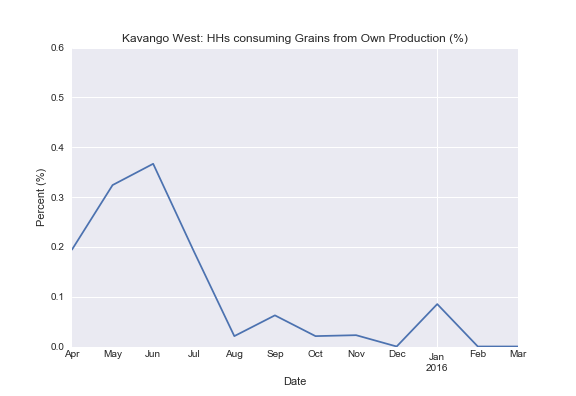 Kavango West: HHs consuming Grains from Own Production (%)
0.6
0.5
0.4
0.3
0.2
0.1
0.0
Percent (%)
Apr May Jun Jul Aug Sep Oct Nov Dec Jan Feb Mar
2016
Date